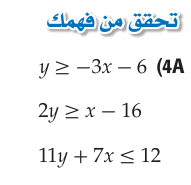 تحقق من فهمك
4A) y ≥ −3x − 6
2y ≥ x − 16
11y + 7x ≤ 12